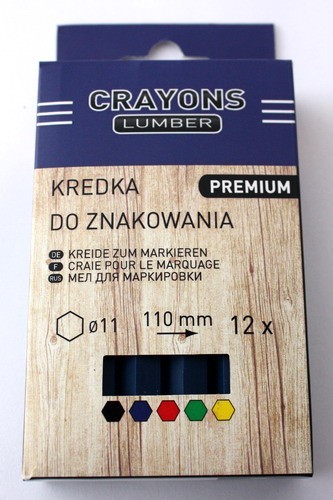 CRAYONS
LUMBER
KREDKA PREMIUM
DO ZNAKOWANIA
DE KREIDE ZUM MARKIEREN
F CRAIE POUR LE MARQUAGE
RUS МЕЛ ДЛЯ МАРКИРОВКИ
ø11 110 mm 12 x